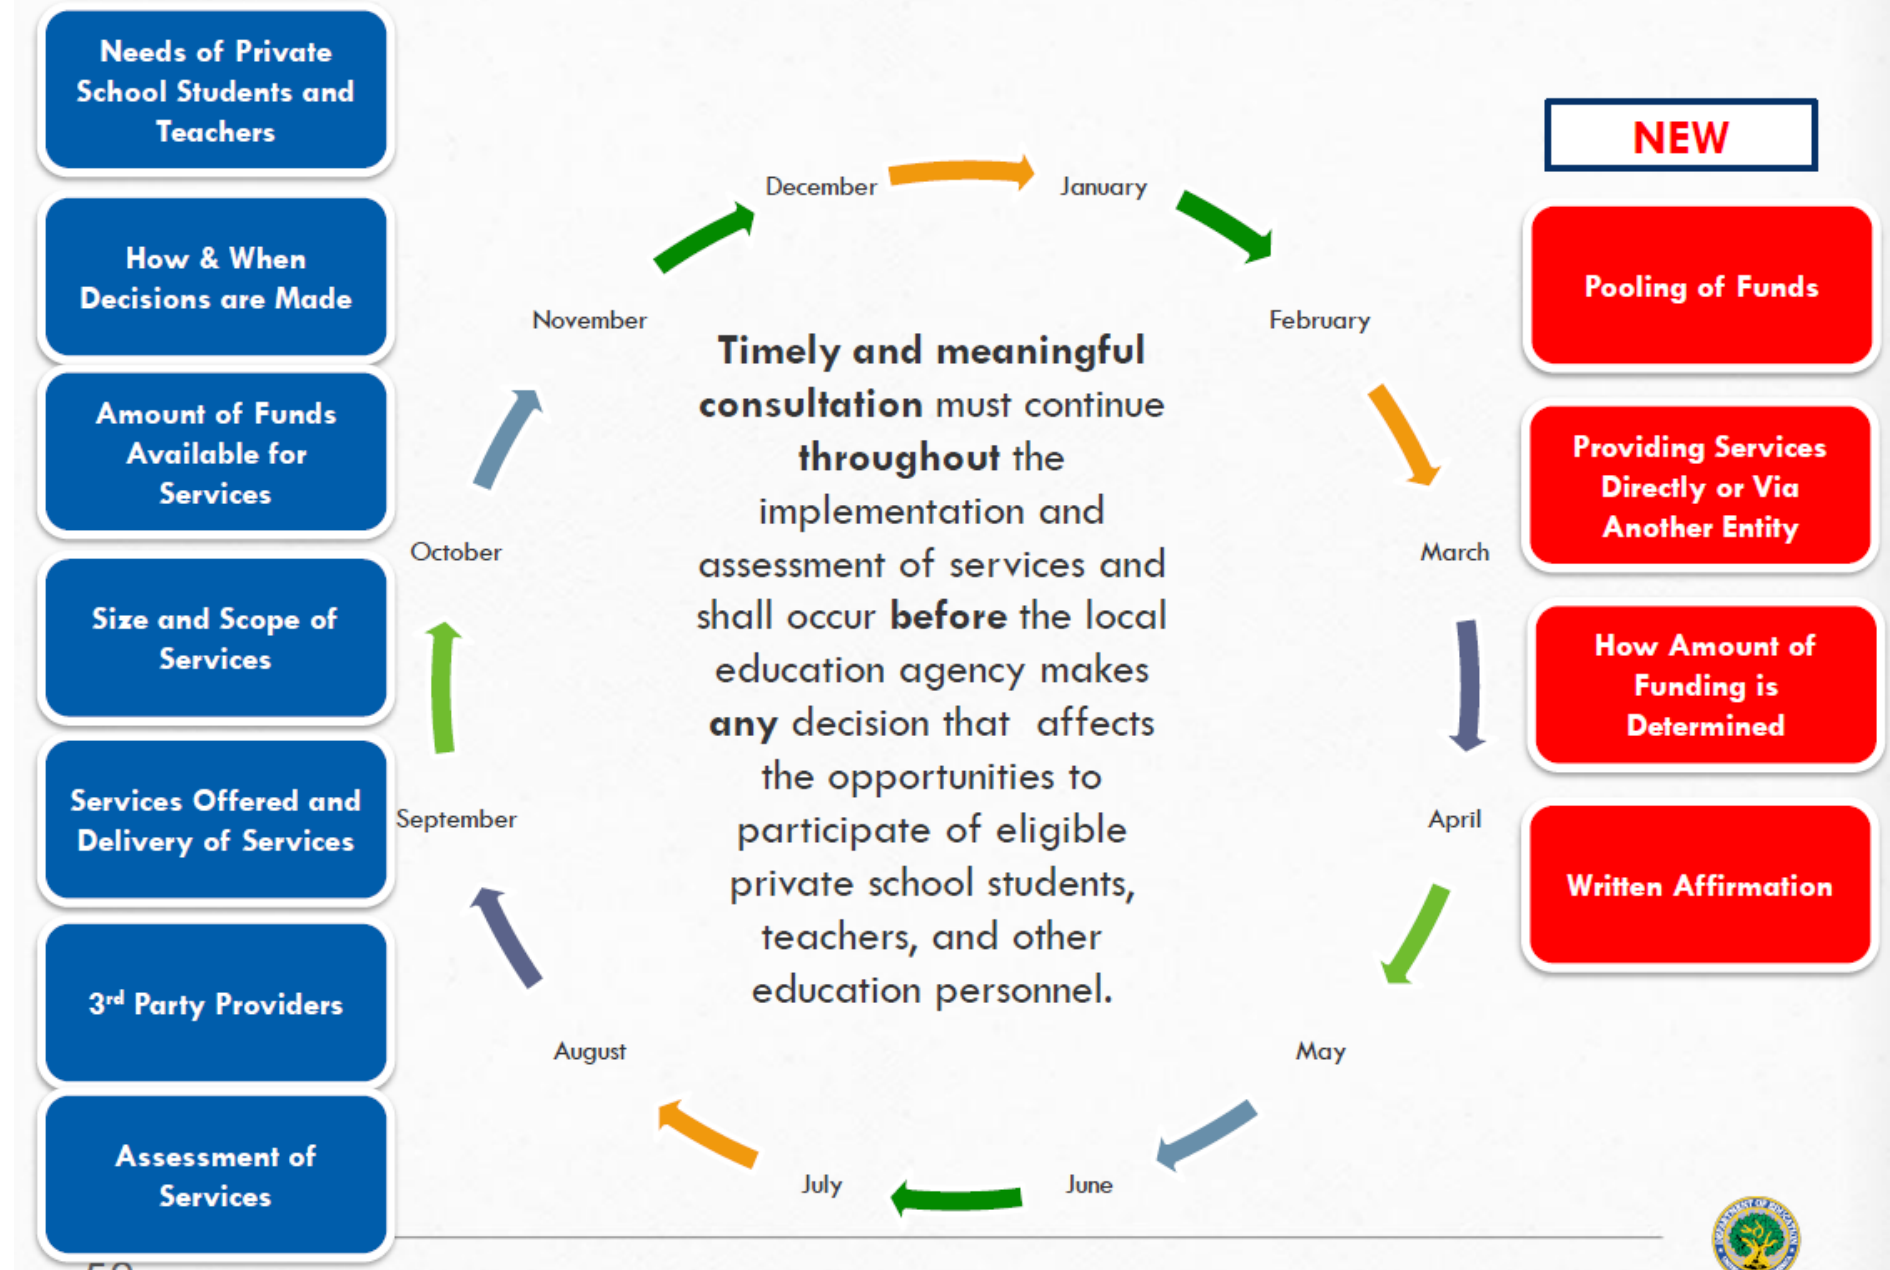 Needs of Private
School Students and
Teachers
How & When
Decisions are Made
Amount of Funds
Available for
Services
Size and Scope of
Services
Services Offered and
Delivery of Services
3rd Party Providers
Assessment of
Services
December
January
February
March
April
May
June
July
August
September
October
November
Timely and meaningful
consultation must continue
throughout the
implementation and
assessment of services and
shall occur before the local
education agency makes
any decision that affects
the opportunities to
participate of eligible
private school students,
teachers, and other
education personnel.
NEW
Pooling of Funds
Providing Services
Directly or Via
Another Entity
How Amount of
Funding is
Determined
Written Affirmation
DEPARTMENT OF EDUCATION